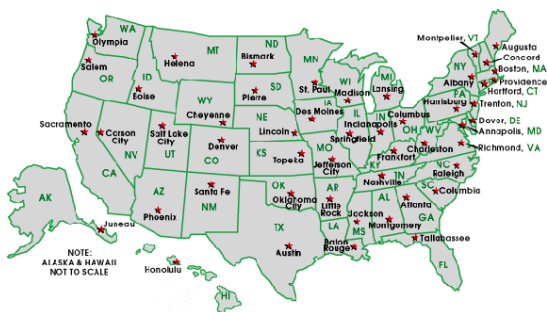 WA
Olympia
Salem
OR
MT
Helena
ID
Boise
ND
Bismark
SD
Pierre
WY
Cheyenne
NE
Lincoln
Sacramento
Carson
City
NV
CA
Salt Lake
City
UT
Denver
CO
KS
Topeka
AZ
Phoenix
Santa Fe
NM
OK
Oklahoma
City
TX
Austin
MN
St. Paul
WI
Madison
IA
Des Moines
IL
Springfield
MO
Jefferson
City
AR
Little
Rock
LA
Baton
Rouge
Jackson
MS
MI
Lansing
IN
Indianapolis
OH
Columbus
KY
Frankfort
TN
Nashville
AL
Montgomery
GA
Atlanta
FL
Tallahassee
SC
Columbia
NC
Raleigh
WV
Charleston
Richmond, VA
Annapolis, MD
Dover, DE
Trenton, NJ
PA
Harrisburg
NY
Albany
Hartford, CT
Providence
Boston, MA
Concord
Augusta
Montpelier, VT
AK
Juneau
NOTE:
ALASKA & HAWAII
NOT TO SCALE
Honolulu
HI